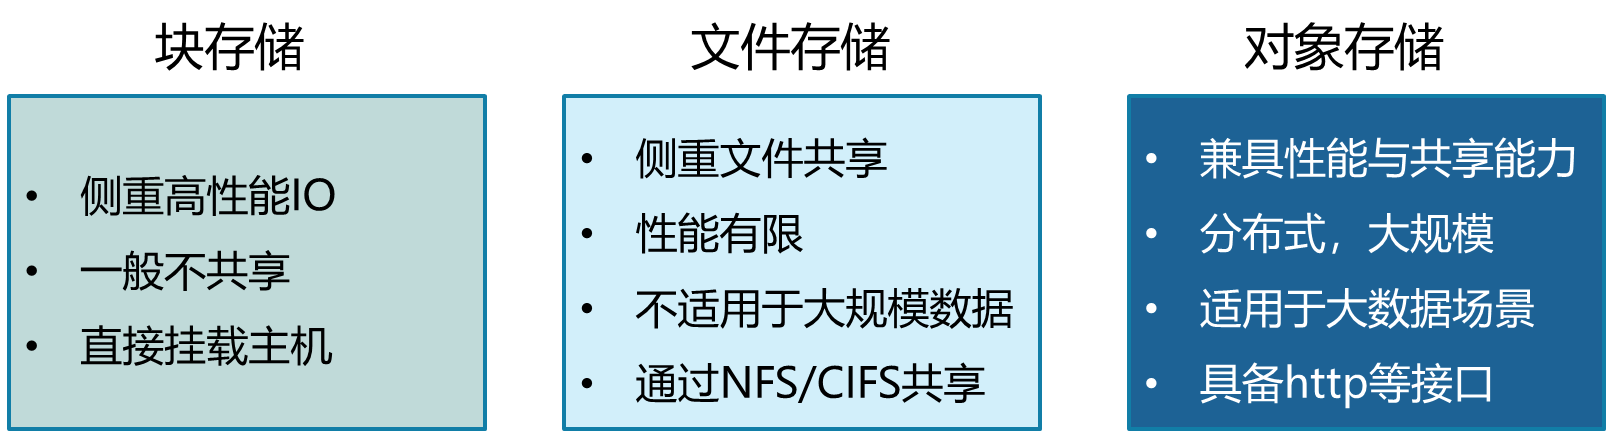 块存储
• 侧重高性能IO
• 一般不共享
• 直接挂载主机
文件存储
• 侧重文件共享
• 性能有限
• 不适用于大规模数据
• 通过NFS/CIFS共享
对象存储
• 兼具性能与共享能力
• 分布式，大规模
• 适用于大数据场景
• 具备http等接口